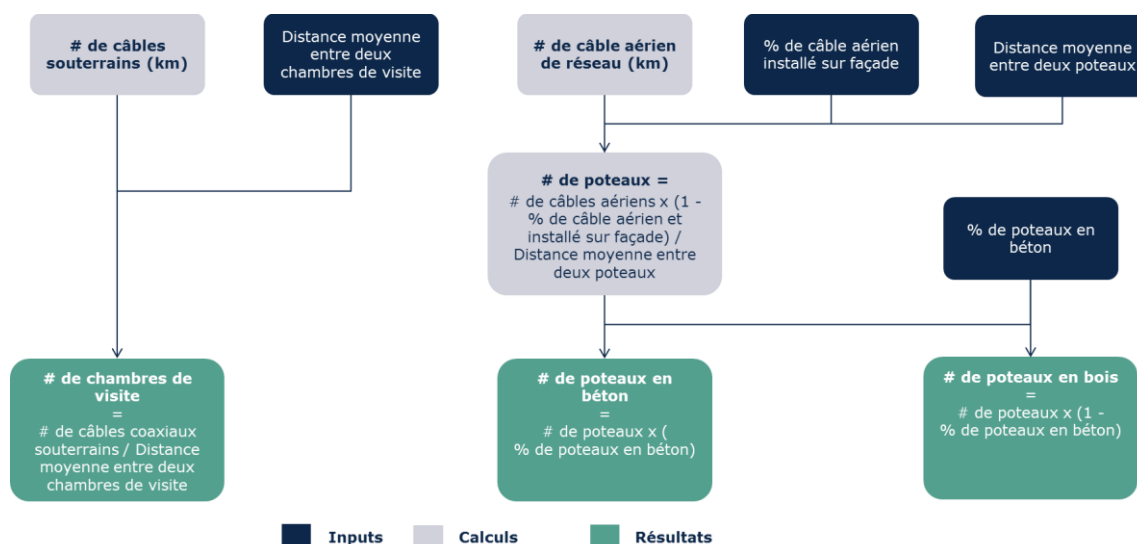 # de câbles
souterrains (km)
Distance moyenne
entre deux
chambres de visite
# de câble aérien
de réseau (km)
% de câble aérien
installé sur façade
Distance moyenne
entre deux poteaux
# de poteaux =
# de câbles aériens x (1 -
% de câble aérien et
installé sur façade) /
Distance moyenne entre
deux poteaux
% de poteaux en
béton
# de chambres de
visite
=
# de câbles coaxiaux
souterrains / Distance
moyenne entre deux
chambres de visite
# de poteaux en
béton
=
# de poteaux x (
% de poteaux en béton)
# de poteaux en bois
=
# de poteaux x (1 -
% de poteaux en béton)
Inputs
Calculs
Résultats